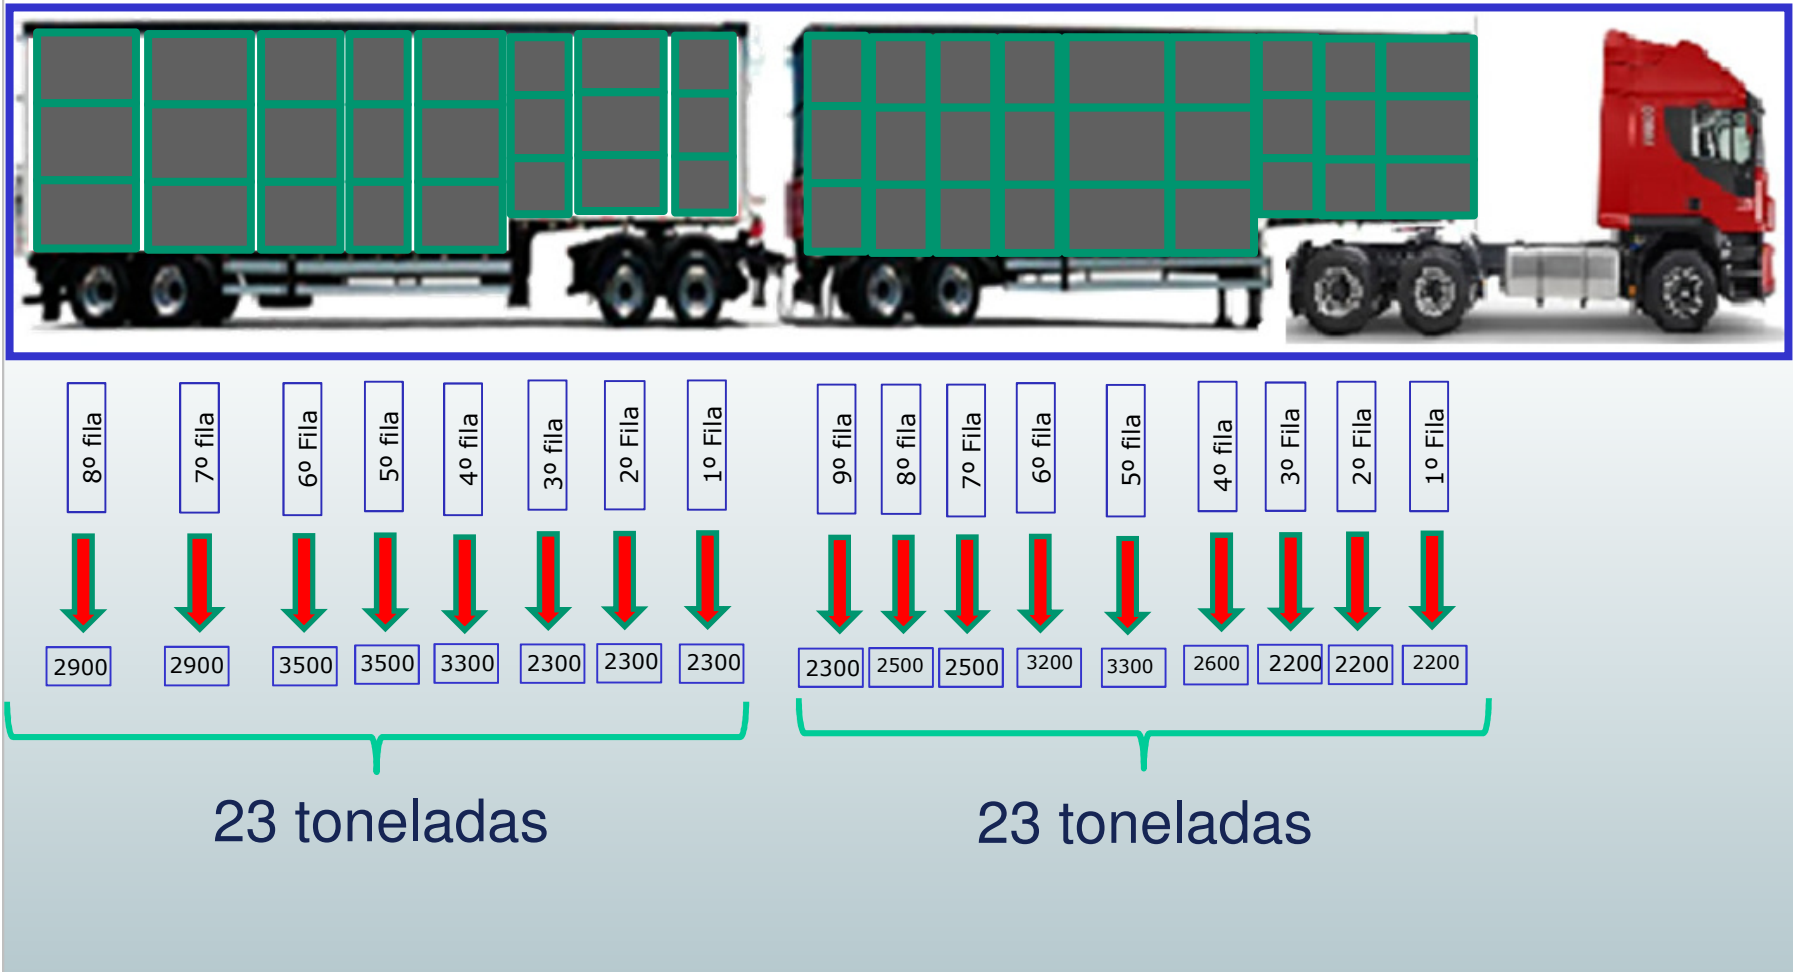 8º fila
7º fila
6º Fila
5º fila
4º fila
3º fila
2º Fila
1º Fila
9º fila
8º fila
7º fila
6º fila
5º fila
4º fila
3º Fila
2º Fila
1º Fila
2900
2900
3500
3500
3300
2300
2300
2300
2300
2500
2500
3200
3300
2600
2200
2200
2200
23 toneladas
23 toneladas